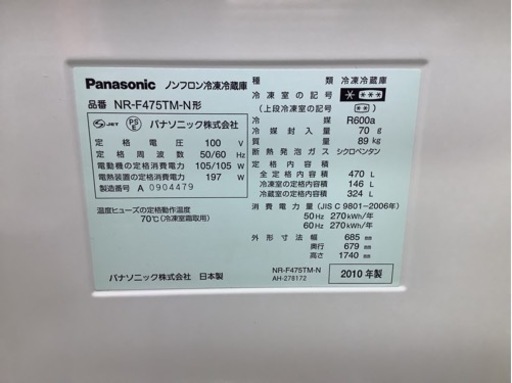 Panasonic ノンフロン冷凍冷蔵庫
品番 NR-F475TM-N形
JET PSE パナソニック株式会社
定格電圧 100 V
定格周波数 50/60 Hz
電動機の定格消費電力 105/105 W
電熱装置の定格消費電力 197 W
製造番号 A 0904479
温度ヒューズの定格動作温度
70℃(冷凍室霜取用)
パナソニック株式会社 日本製
種類 冷凍冷蔵庫
冷凍室の記号
(上段冷凍室の記号 )
冷媒 R600a
冷媒封入量 70 g
質量 89 kg
断熱発泡ガス シクロペンタン
定格内容積
全定格内容積 470 L
冷凍室の定格内容積 146 L
冷蔵室の定格内容積 324 L
消費電力量(JIS C 9801-2006年)
50Hz 270kWh/年
60Hz 270kWh/年
外形寸法 幅 685 mm
奥行 679 mm
高さ 1740 mm
NR-F475TM-N
AH-278172
2010年製